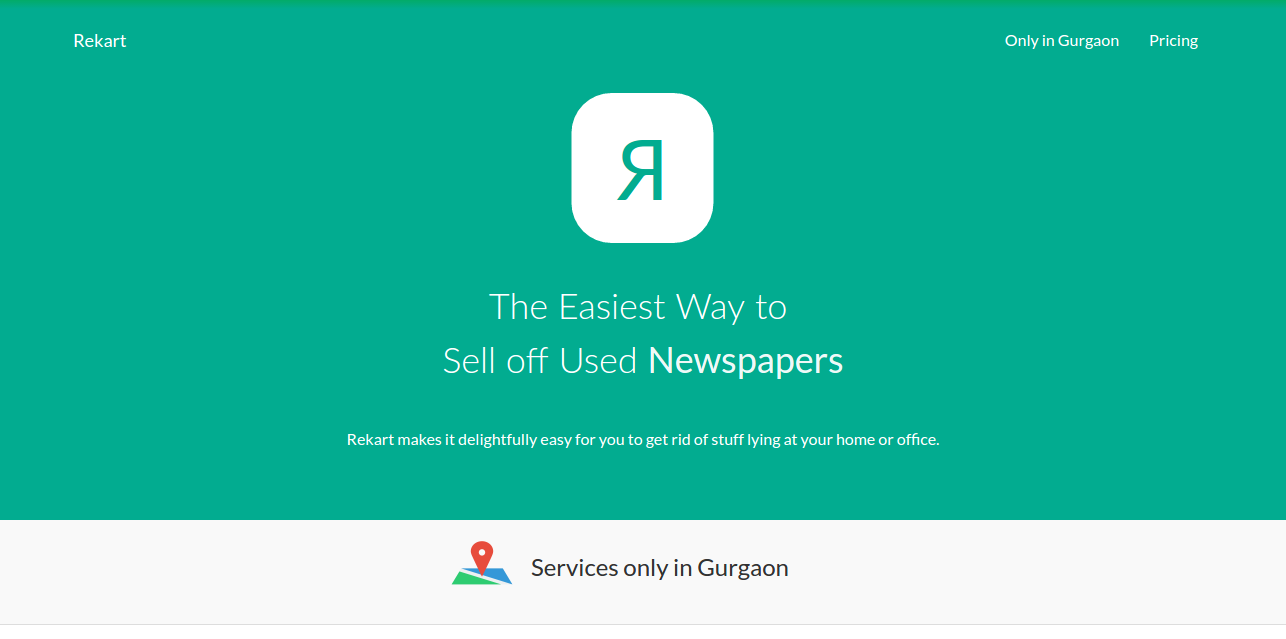 Rekart
Only in Gurgaon Pricing
Я
The Easiest Way to
Sell off Used Newspapers
Rekart makes it delightfully easy for you to get rid of stuff lying at your home or office.
Services only in Gurgaon